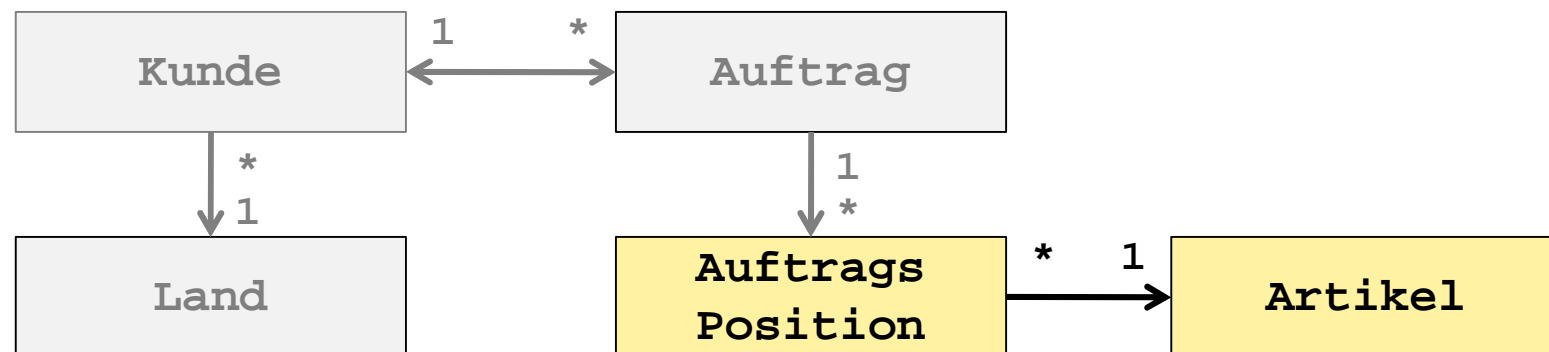 Kunde
1 *
Auftrag
*
1
1
*
Land
Auftrags
Position
* 1
Artikel